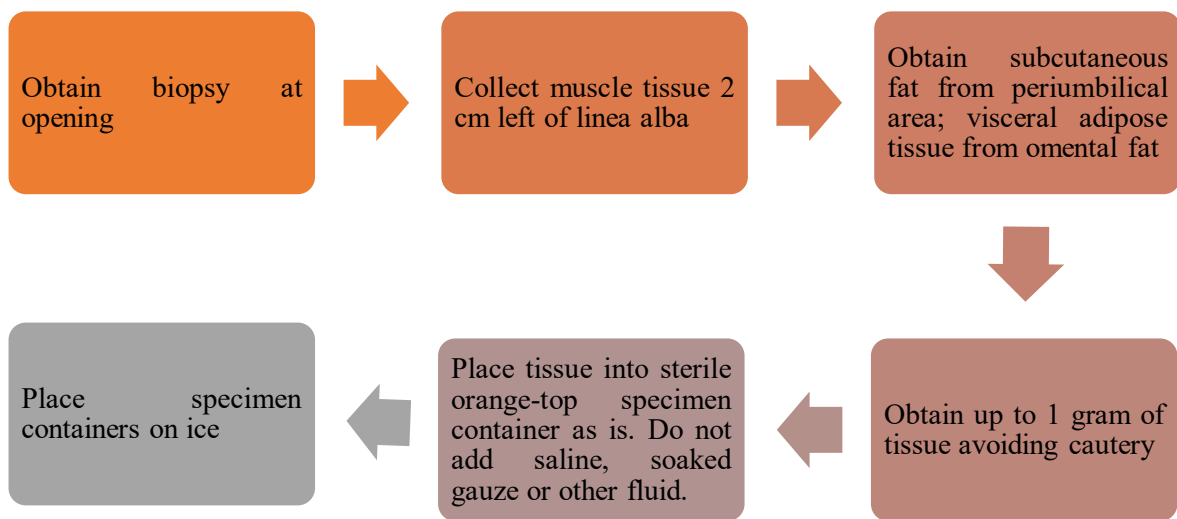 Obtain biopsy at
opening
Collect muscle tissue 2
cm left of linea alba
Obtain subcutaneous
fat from periumbilical
area; visceral adipose
tissue from omental fat
Obtain up to 1 gram of
tissue avoiding cautery
Place tissue into sterile
orange-top specimen
container as is. Do not
add saline, soaked
gauze or other fluid.
Place specimen
containers on ice